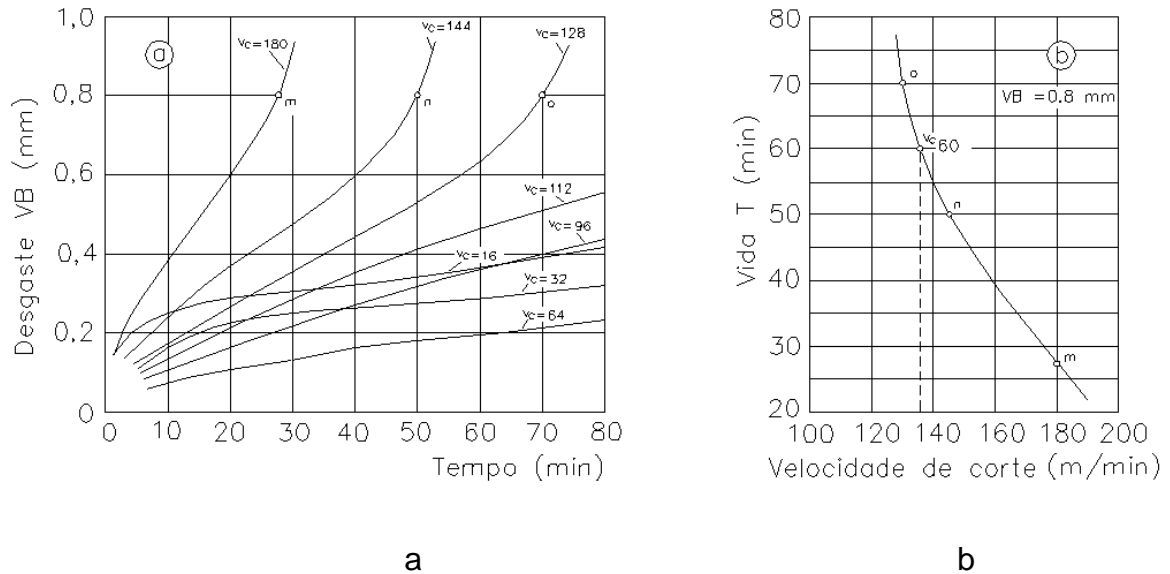 1,0
0,8
0,6
0,4
0,2
0
Desgaste VB (mm)
0 10 20 30 40 50 60 70 80
Tempo (min)
a
vc=180
vc=144
vc=128
m
n
o
vc=112
vc=96
vc=16
vc=32
vc=64
80
70
60
50
40
30
20
Vida T (min)
100 120 140 160 180 200
Velocidade de corte (m/min)
b
VB =0.8 mm
o
vc60
n
m
a
b